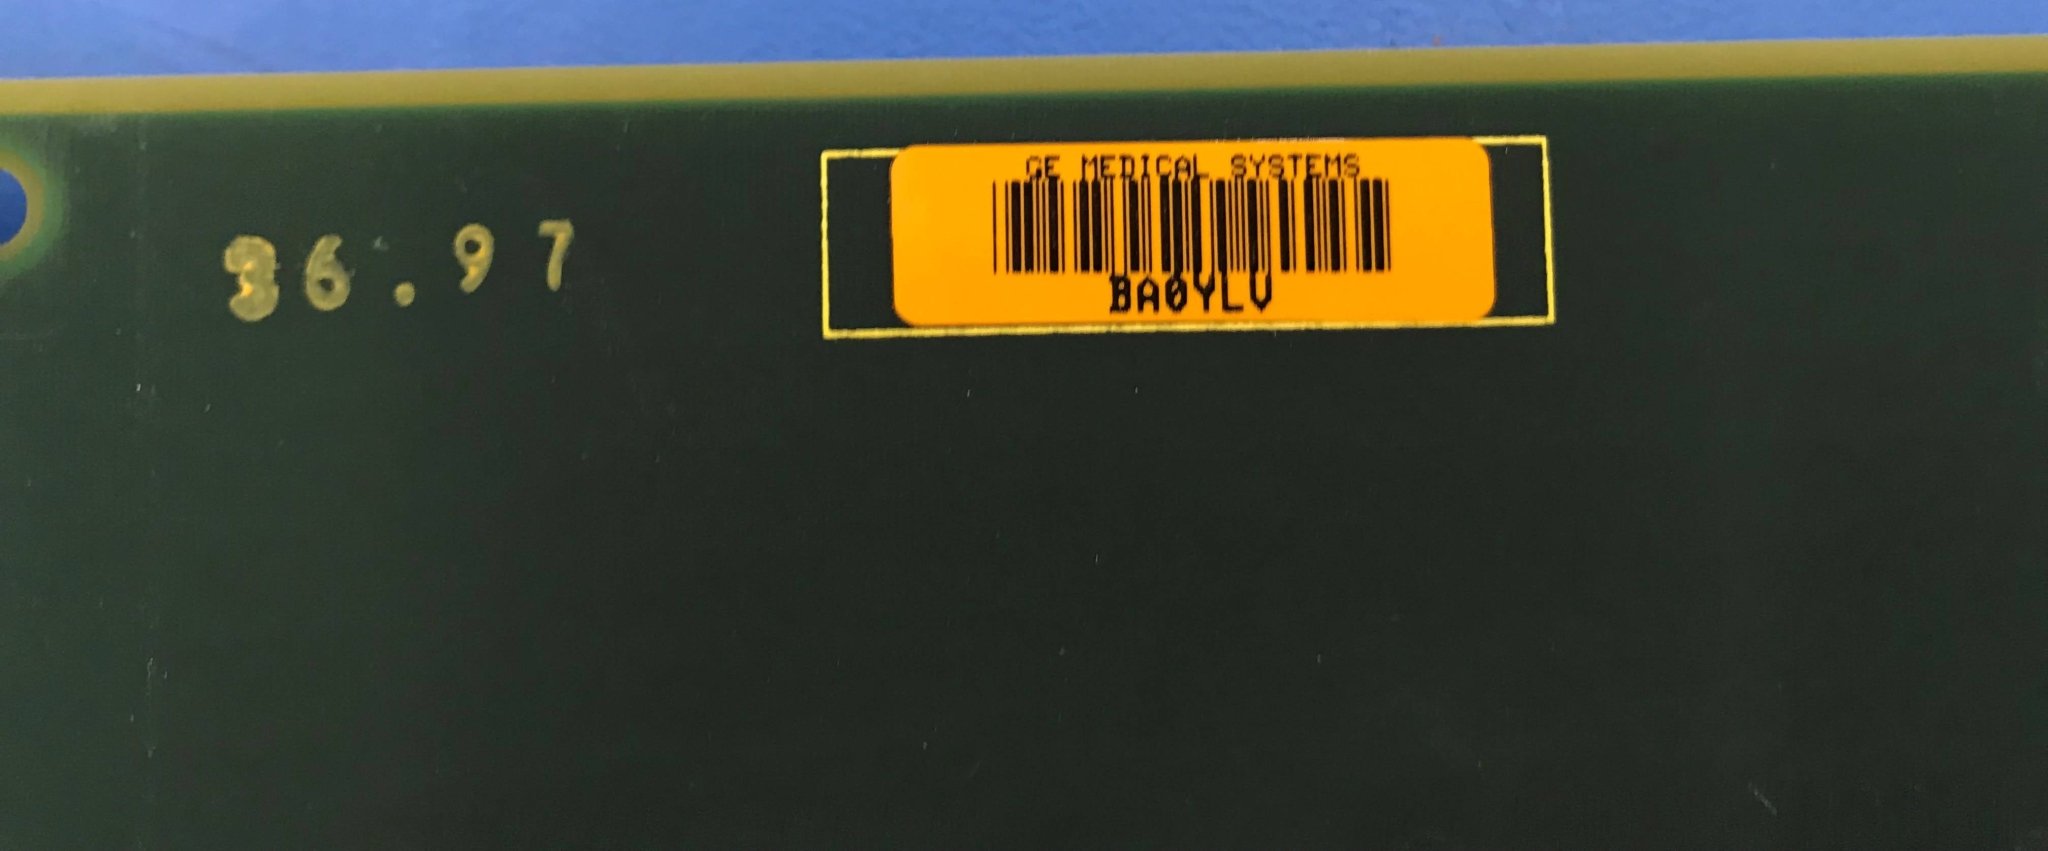 36.97
GE MEDICAL SYSTEMS
BA0YLV